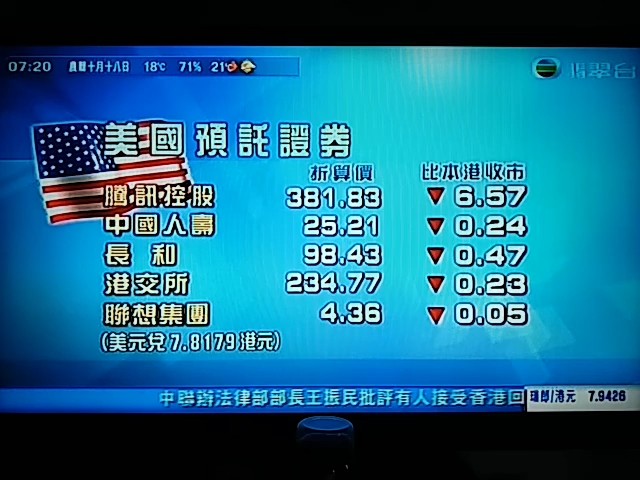 07:20 農曆十月十八日 18℃ 71% 21℃ 翡翠台
美國預託證券
折算價 比本港收市
騰訊控股 381.83 ▼ 6.57
中國人壽 25.21 ▼ 0.24
長和 98.43 ▼ 0.47
港交所 234.77 ▼ 0.23
聯想集團 4.36 ▼ 0.05
(美元兌7.8179港元)
中聯辦法律部部長王振民批評有人接受香港回
瑞郎/港元 7.9426